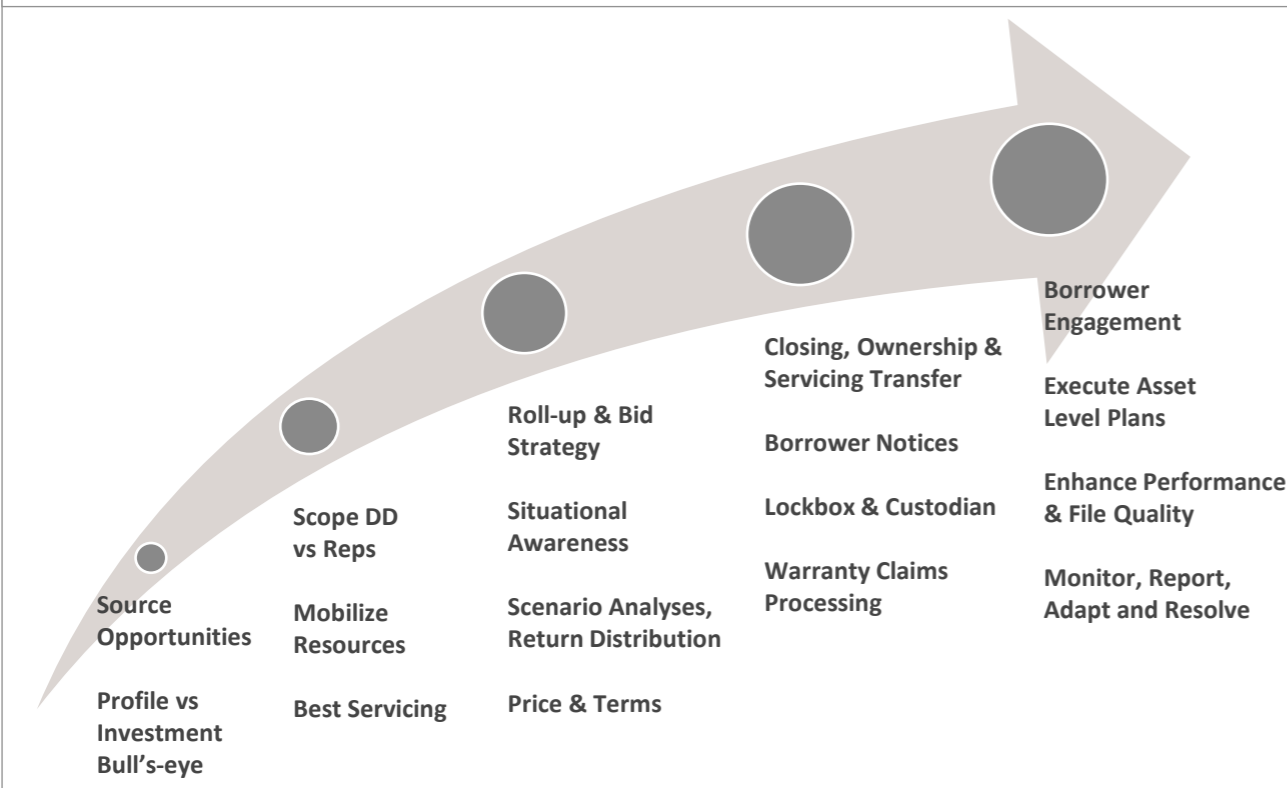 Source
Opportunities
Profile vs
Investment
Bull’s-eye
Scope DD
vs Reps
Mobilize
Resources
Best Servicing
Roll-up & Bid
Strategy
Situational
Awareness
Scenario Analyses,
Return Distribution
Price & Terms
Closing, Ownership &
Servicing Transfer
Borrower Notices
Lockbox & Custodian
Warranty Claims
Processing
Borrower
Engagement
Execute Asset
Level Plans
Enhance Performance
& File Quality
Monitor, Report,
Adapt and Resolve